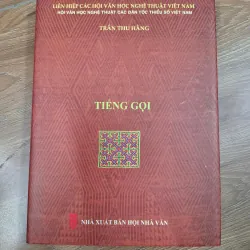 LIÊN HIỆP CÁC HỘI VĂN HỌC NGHỆ THUẬT VIỆT NAM
HỘI VĂN HỌC NGHỆ THUẬT CÁC DÂN TỘC THIỂU SỐ VIỆT NAM
TRẦN THU HẰNG
TIẾNG GỌI
NHÀ XUẤT BẢN HỘI NHÀ VĂN